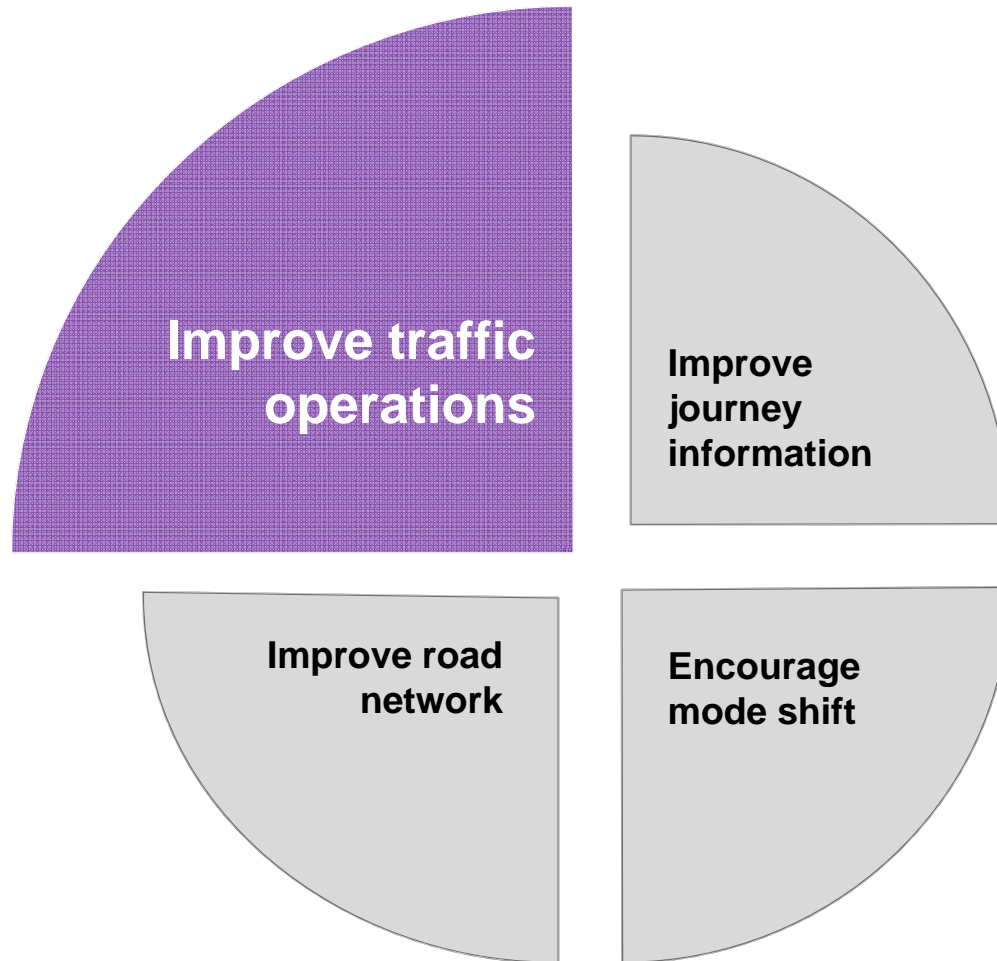 Improve traffic
operations
Improve
journey
information
Improve road
network
Encourage
mode shift